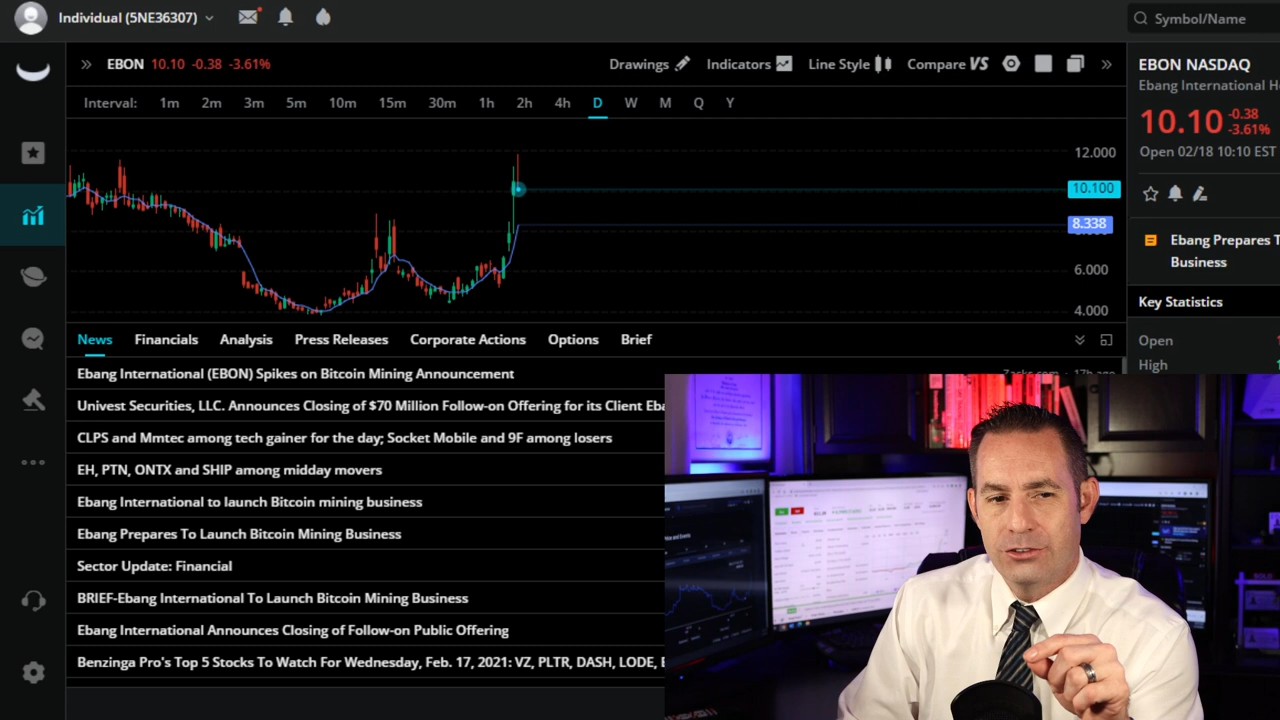 Individual (5NE36307)
Symbol/Name
EBON 10.10 -0.38 -3.61%
Drawings Indicators Line Style Compare VS
EBON NASDAQ
Ebang International H
10.10 -0.38
-3.61%
Open 02/18 10:10 EST
Interval: 1m 2m 3m 5m 10m 15m 30m 1h 2h 4h D W M Q Y
12.000
10.100
8.338
6.000
4.000
Ebang Prepares T
Business
Key Statistics
Open
High
News Financials Analysis Press Releases Corporate Actions Options Brief
Ebang International (EBON) Spikes on Bitcoin Mining Announcement
Zacks.com · 17h ago
Univest Securities, LLC. Announces Closing of $70 Million Follow-on Offering for its Client Eba
CLPS and Mmtec among tech gainer for the day; Socket Mobile and 9F among losers
EH, PTN, ONTX and SHIP among midday movers
Ebang International to launch Bitcoin mining business
Ebang Prepares To Launch Bitcoin Mining Business
Sector Update: Financial
BRIEF-Ebang International To Launch Bitcoin Mining Business
Ebang International Announces Closing of Follow-on Public Offering
Benzinga Pro's Top 5 Stocks To Watch For Wednesday, Feb. 17, 2021: VZ, PLTR, DASH, LODE, E